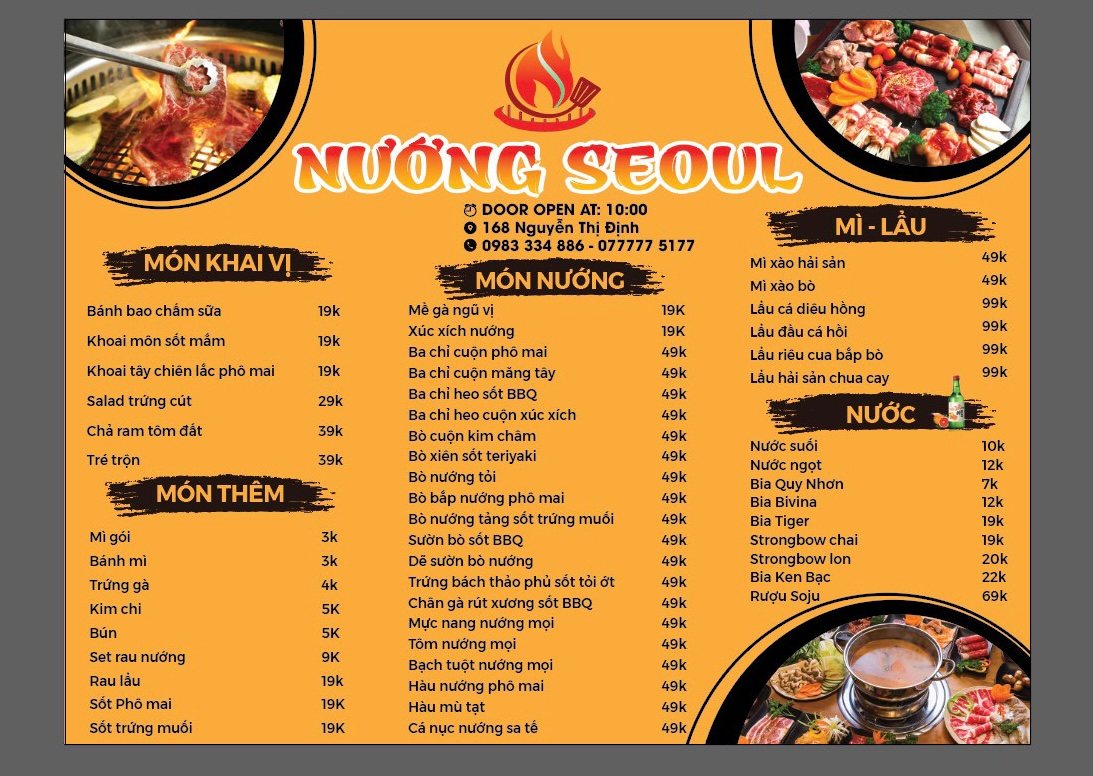 NƯỚNG SEOUL
DOOR OPEN AT: 10:00
168 Nguyễn Thị Định
0983 334 886 - 077777 5177
MÓN KHAI VỊ
Bánh bao chấm sữa 19k
Khoai môn sốt mắm 19k
Khoai tây chiên lắc phô mai 19k
Salad trứng cút 29k
Chả ram tôm đất 39k
Tré trộn 39k
MÓN THÊM
Mì gói 3k
Bánh mì 3k
Trứng gà 4k
Kim chi 5K
Bún 5K
Set rau nướng 9K
Rau lẩu 19k
Sốt Phô mai 19K
Sốt trứng muối 19K
MÓN NƯỚNG
Mề gà ngũ vị 19K
Xúc xích nướng 19K
Ba chỉ cuộn phô mai 49k
Ba chỉ cuộn măng tây 49k
Ba chỉ heo sốt BBQ 49k
Ba chỉ heo cuộn xúc xích 49k
Bò cuộn kim châm 49k
Bò xiên sốt teriyaki 49k
Bò nướng tỏi 49k
Bò bắp nướng phô mai 49k
Bò nướng tảng sốt trứng muối 49k
Sườn bò sốt BBQ 49k
Dẽ sườn bò nướng 49k
Trứng bách thảo phủ sốt tỏi ớt 49k
Chân gà rút xương sốt BBQ 49k
Mực nang nướng mọi 49k
Tôm nướng mọi 49k
Bạch tuột nướng mọi 49k
Hàu nướng phô mai 49k
Hàu mù tạt 49k
Cá nục nướng sa tế 49k
MÌ - LẨU
Mì xào hải sản 49k
Mì xào bò 49k
Lẩu cá diêu hồng 99k
Lẩu đầu cá hồi 99k
Lẩu riêu cua bắp bò 99k
Lẩu hải sản chua cay 99k
NƯỚC
Nước suối 10k
Nước ngọt 12k
Bia Quy Nhơn 7k
Bia Bivina 12k
Bia Tiger 19k
Strongbow chai 19k
Strongbow lon 20k
Bia Ken Bạc 22k
Rượu Soju 69k